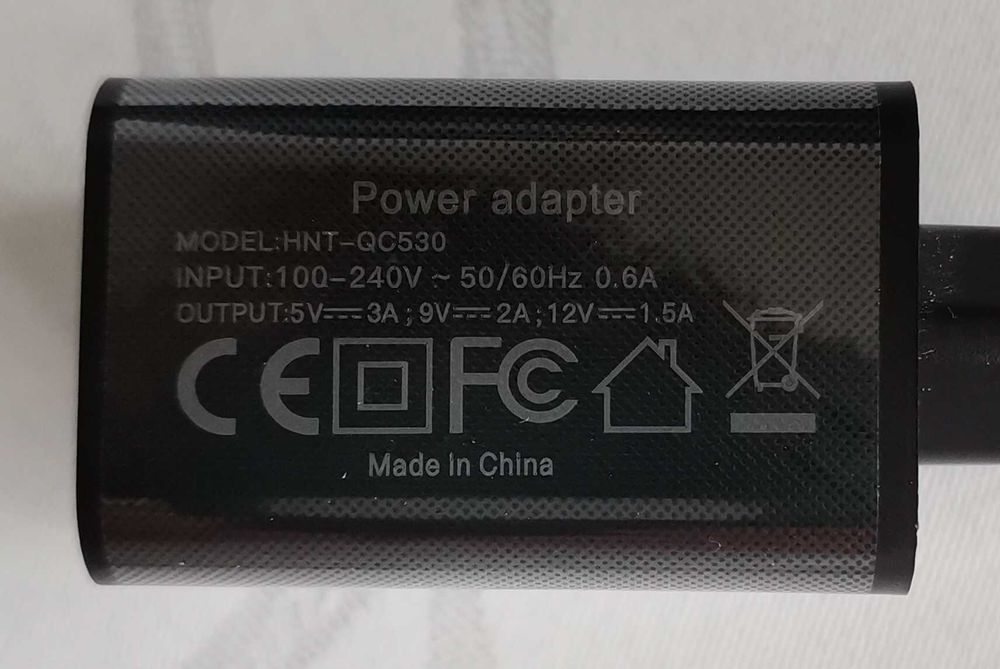 Power adapter
MODEL:HNT-QC530
INPUT:100-240V ~ 50/60Hz 0.6A
OUTPUT:5V⎓3A;9V⎓2A;12V⎓1.5A
CE FC
Made in China